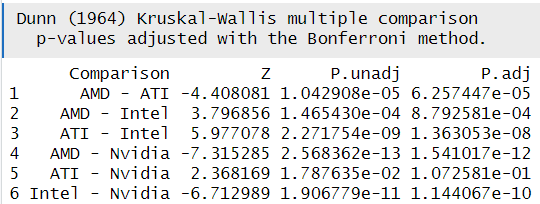 Dunn (1964) Kruskal-Wallis multiple comparison
p-values adjusted with the Bonferroni method.
Comparison Z P.unadj P.adj
1 AMD - ATI -4.408081 1.042908e-05 6.257447e-05
2 AMD - Intel 3.796856 1.465430e-04 8.792581e-04
3 ATI - Intel 5.977078 2.271754e-09 1.363053e-08
4 AMD - Nvidia -7.315285 2.568362e-13 1.541017e-12
5 ATI - Nvidia 2.368169 1.787635e-02 1.072581e-01
6 Intel - Nvidia -6.712989 1.906779e-11 1.144067e-10